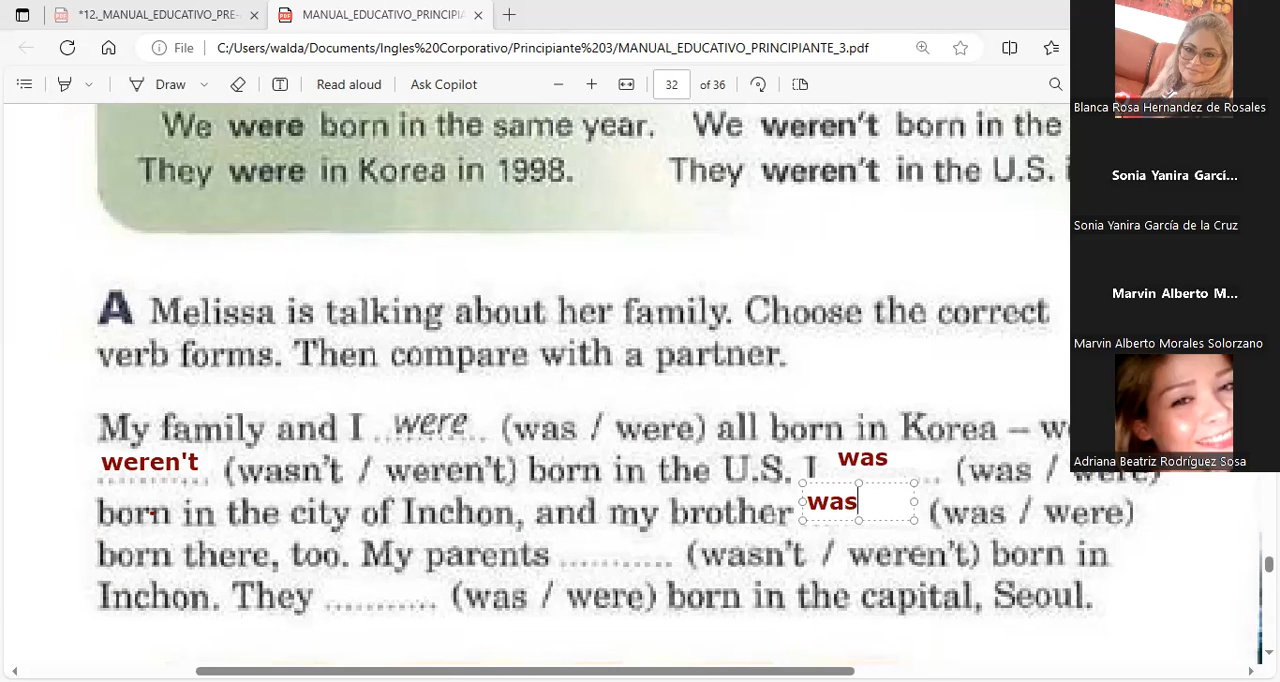 *12._MANUAL_EDUCATIVO_PRE-
MANUAL_EDUCATIVO_PRINCIPIA
File
C:/Users/walda/Documents/Ingles%20Corporativo/Principiante%203/MANUAL_EDUCATIVO_PRINCIPIANTE_3.pdf
Draw
Read aloud
Ask Copilot
32 of 36
We were born in the same year. We weren't born in the
They were in Korea in 1998. They weren't in the U.S.
A Melissa is talking about her family. Choose the correct
verb forms. Then compare with a partner.
My family and I were (was / were) all born in Korea –
weren't (wasn't / weren't) born in the U.S. I was (was / were)
born in the city of Inchon, and my brother was (was / were)
born there, too. My parents ........... (wasn't / weren't) born in
Inchon. They ........... (was / were) born in the capital, Seoul.
Blanca Rosa Hernandez de Rosales
Sonia Yanira Garcí...
Sonia Yanira García de la Cruz
Marvin Alberto M...
Marvin Alberto Morales Solorzano
Adriana Beatriz Rodríguez Sosa